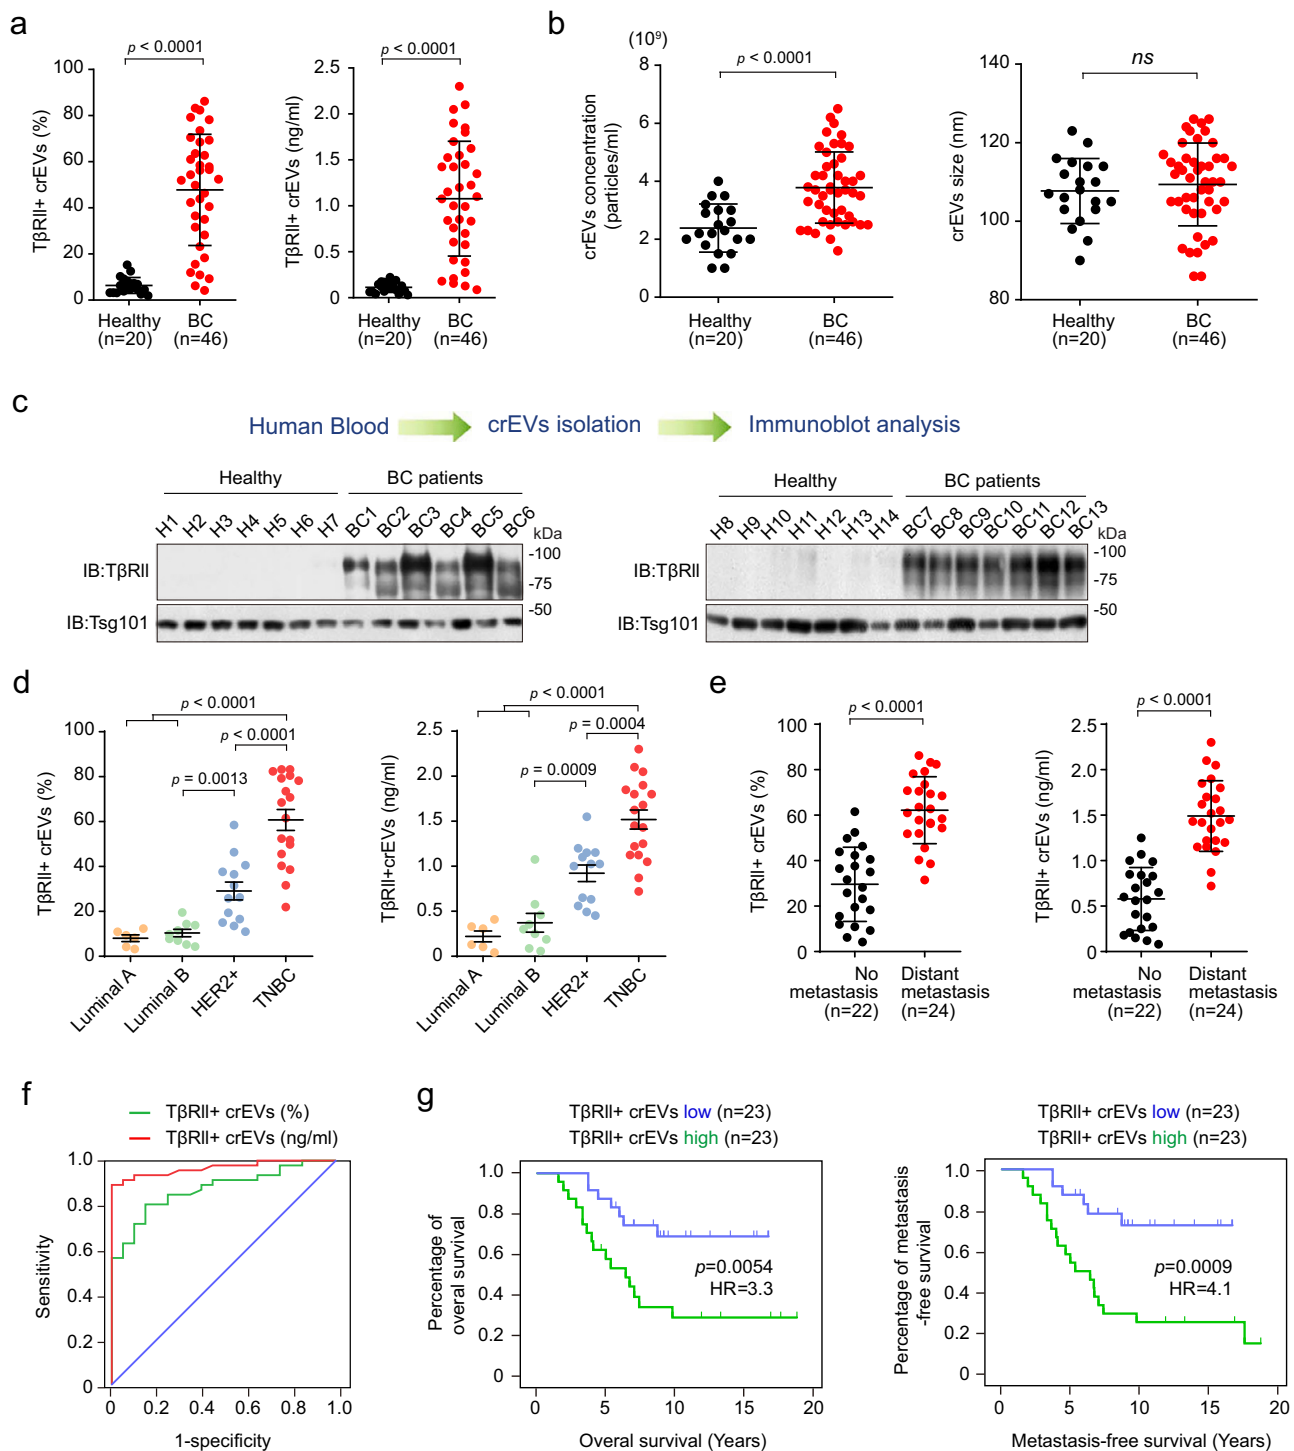 a
p < 0.0001
TβRII+ crEVs (%)
100
80
60
40
20
0
Healthy
(n=20)
BC
(n=46)
p < 0.0001
TβRII+ crEVs (ng/ml)
2.5
2.0
1.5
1.0
0.5
0
Healthy
(n=20)
BC
(n=46)
b
(10⁹)
p < 0.0001
crEVs concentration
(particles/ml)
8
6
4
2
0
Healthy
(n=20)
BC
(n=46)
ns
crEVs size (nm)
140
120
100
80
Healthy
(n=20)
BC
(n=46)
c
Human Blood
crEVs isolation
Immunoblot analysis
Healthy
BC patients
H1 H2 H3 H4 H5 H6 H7 BC1 BC2 BC3 BC4 BC5 BC6
kDa
IB:TβRII
-100
-75
IB:Tsg101
-50
Healthy
BC patients
H8 H9 H10 H11 H12 H13 H14 BC7 BC8 BC9 BC10 BC11 BC12 BC13
kDa
IB:TβRII
-100
-75
IB:Tsg101
-50
d
p < 0.0001
p < 0.0001
p = 0.0013
TβRII+ crEVs (%)
100
80
60
40
20
0
Luminal A
Luminal B
HER2+
TNBC
p < 0.0001
p = 0.0004
p = 0.0009
TβRII+crEVs (ng/ml)
2.5
2.0
1.5
1.0
0.5
0
Luminal A
Luminal B
HER2+
TNBC
e
p < 0.0001
TβRII+ crEVs (%)
100
80
60
40
20
0
No
metastasis
(n=22)
Distant
metastasis
(n=24)
p < 0.0001
TβRII+ crEVs (ng/ml)
2.5
2.0
1.5
1.0
0.5
0
No
metastasis
(n=22)
Distant
metastasis
(n=24)
f
TβRII+ crEVs (%)
TβRII+ crEVs (ng/ml)
Sensitivity
1.0
0.8
0.6
0.4
0.2
0
0 0.2 0.4 0.6 0.8 1.0
1-specificity
g
TβRII+ crEVs low (n=23)
TβRII+ crEVs high (n=23)
Percentage of
overal survival
1.0
0.8
0.6
0.4
0.2
0
p=0.0054
HR=3.3
0 5 10 15 20
Overal survival (Years)
TβRII+ crEVs low (n=23)
TβRII+ crEVs high (n=23)
Percentage of metastasis
-free survival
1.0
0.8
0.6
0.4
0.2
0
p=0.0009
HR=4.1
0 5 10 15 20
Metastasis-free survival (Years)